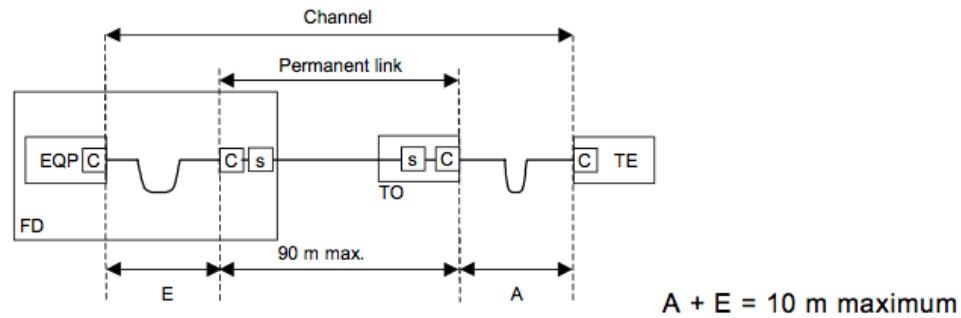 Channel
Permanent link
EQP C C s s C C TE
TO
FD
90 m max.
E A
A + E = 10 m maximum